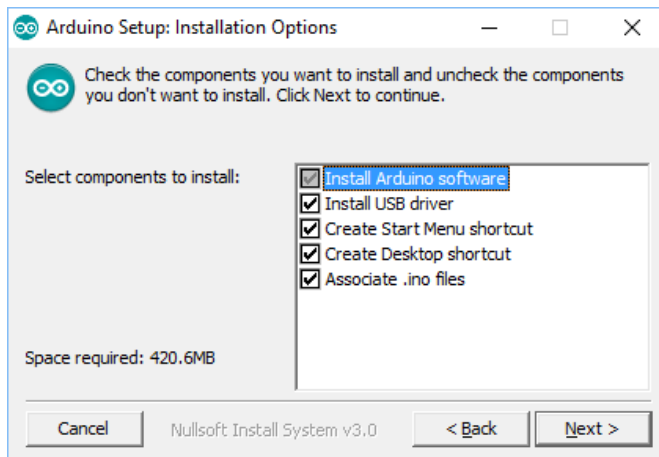 Arduino Setup: Installation Options
Check the components you want to install and uncheck the components
you don't want to install. Click Next to continue.
Select components to install:
Install Arduino software
Install USB driver
Create Start Menu shortcut
Create Desktop shortcut
Associate .ino files
Space required: 420.6MB
Cancel
Nullsoft Install System v3.0
< Back
Next >